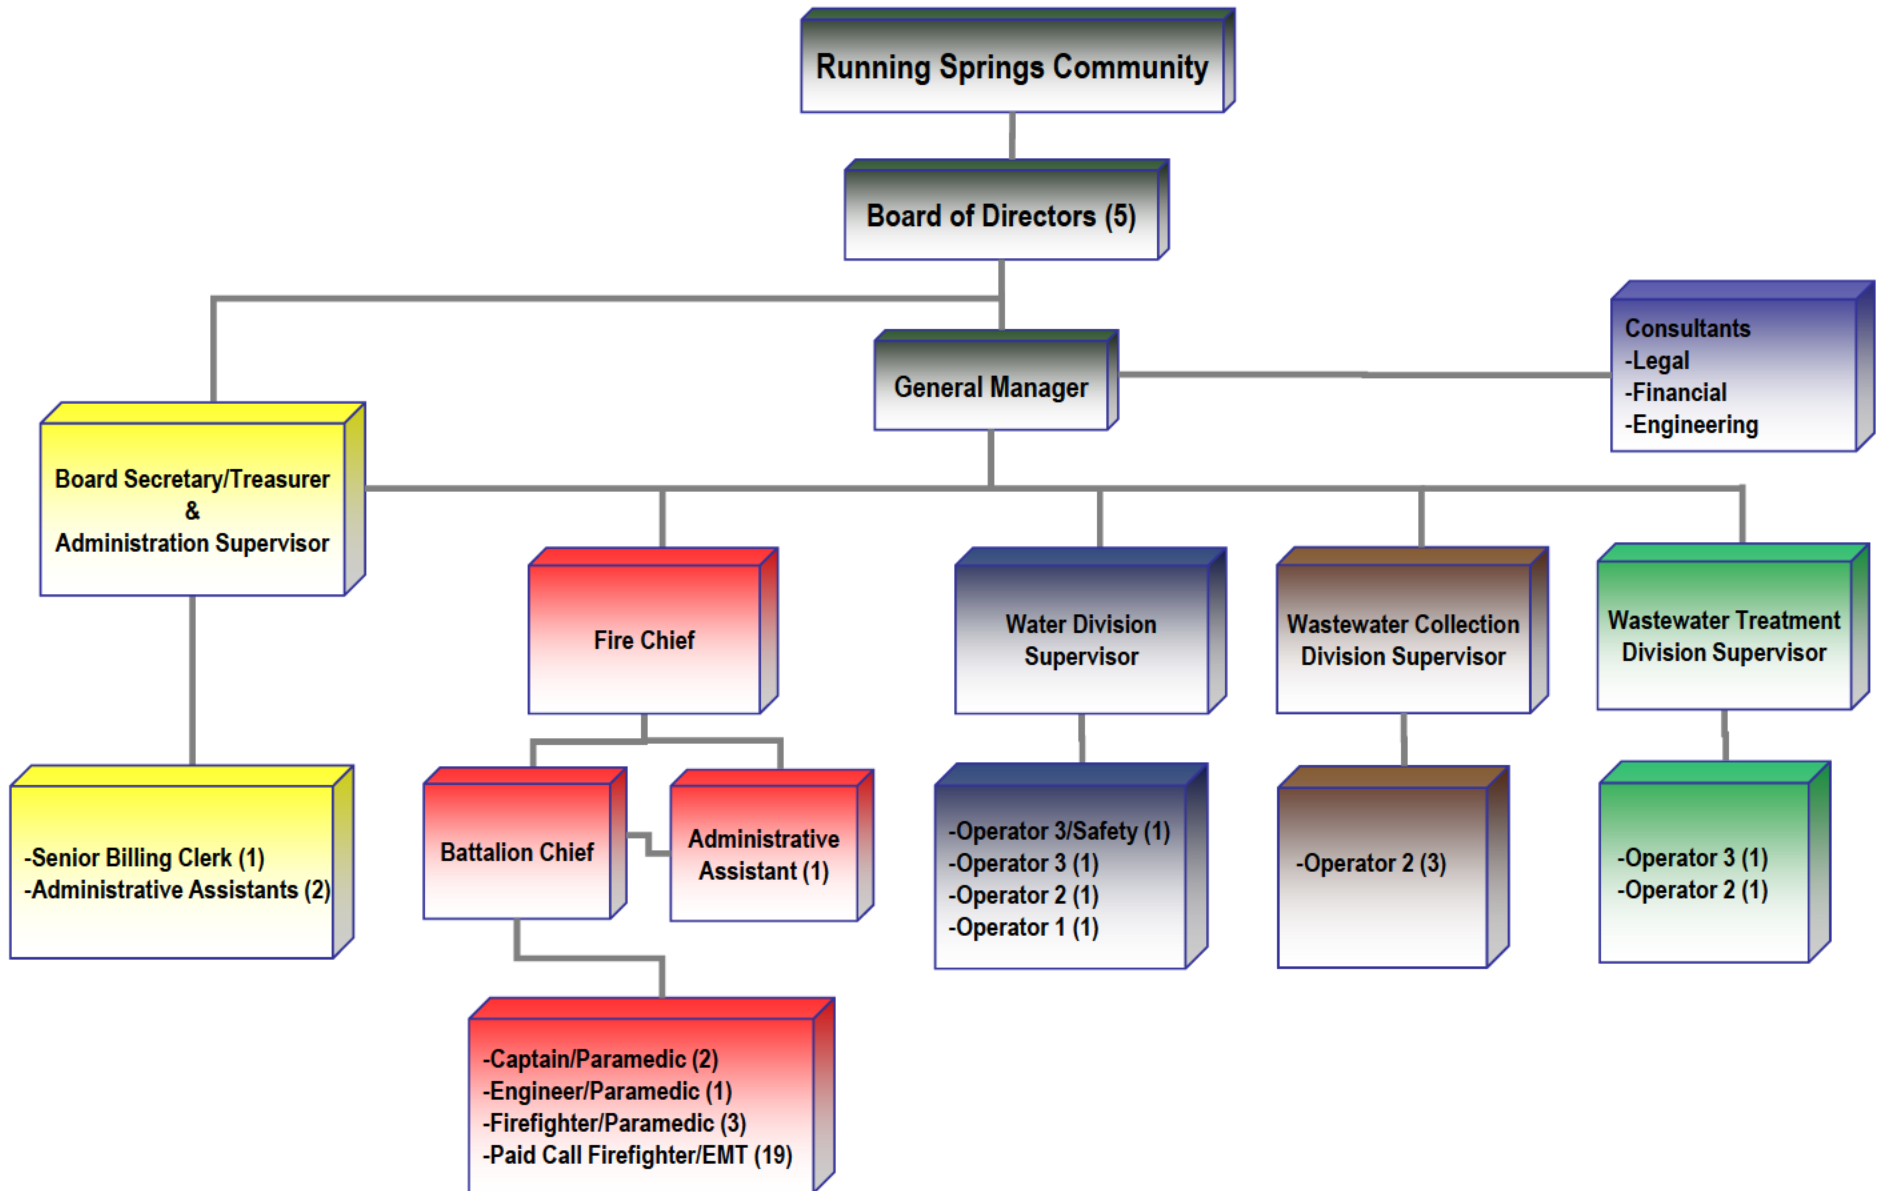 Running Springs Community
Board of Directors (5)
General Manager
Consultants
-Legal
-Financial
-Engineering
Board Secretary/Treasurer
&
Administration Supervisor
Fire Chief
Water Division
Supervisor
Wastewater Collection
Division Supervisor
Wastewater Treatment
Division Supervisor
-Senior Billing Clerk (1)
-Administrative Assistants (2)
Battalion Chief
Administrative
Assistant (1)
-Operator 3/Safety (1)
-Operator 3 (1)
-Operator 2 (1)
-Operator 1 (1)
-Operator 2 (3)
-Operator 3 (1)
-Operator 2 (1)
-Captain/Paramedic (2)
-Engineer/Paramedic (1)
-Firefighter/Paramedic (3)
-Paid Call Firefighter/EMT (19)